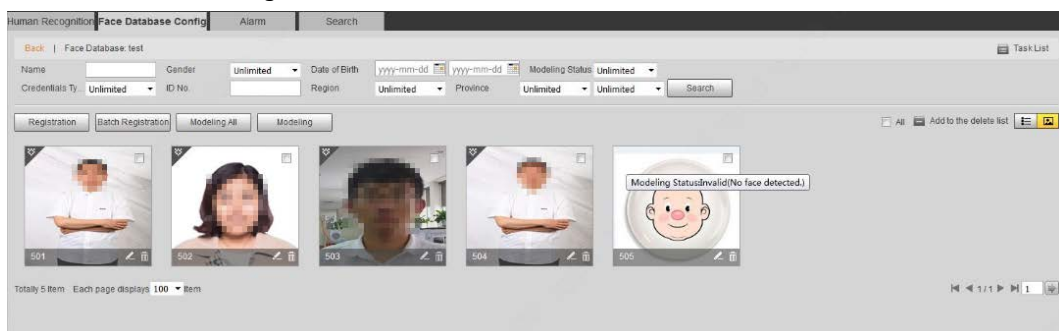 Human Recognition Face Database Config Alarm Search
Back | Face Database: test Task List
Name Gender Unlimited Date of Birth yyyy-mm-dd yyyy-mm-dd Modeling Status Unlimited
Credentials Ty... Unlimited ID No. Region Unlimited Province Unlimited Unlimited Search
Registration Batch Registration Modeling All Modeling All Add to the delete list
Modeling Status:Invalid(No face detected.)
501 502 503 504 505
Totally 5 Item Each page displays 100 Item 1/1 1